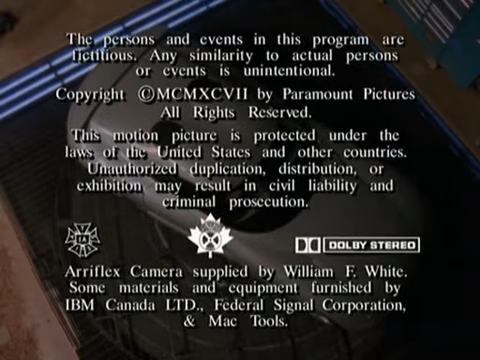 The persons and events in this program are
fictitious. Any similarity to actual persons
or events is unintentional.
Copyright ©MCMXCVII by Paramount Pictures
All Rights Reserved.
This motion picture is protected under the
laws of the United States and other countries.
Unauthorized duplication, distribution, or
exhibition may result in civil liability and
criminal prosecution.
IA
DOLBY STEREO
Arriflex Camera supplied by William F. White.
Some materials and equipment furnished by
IBM Canada LTD., Federal Signal Corporation,
& Mac Tools.